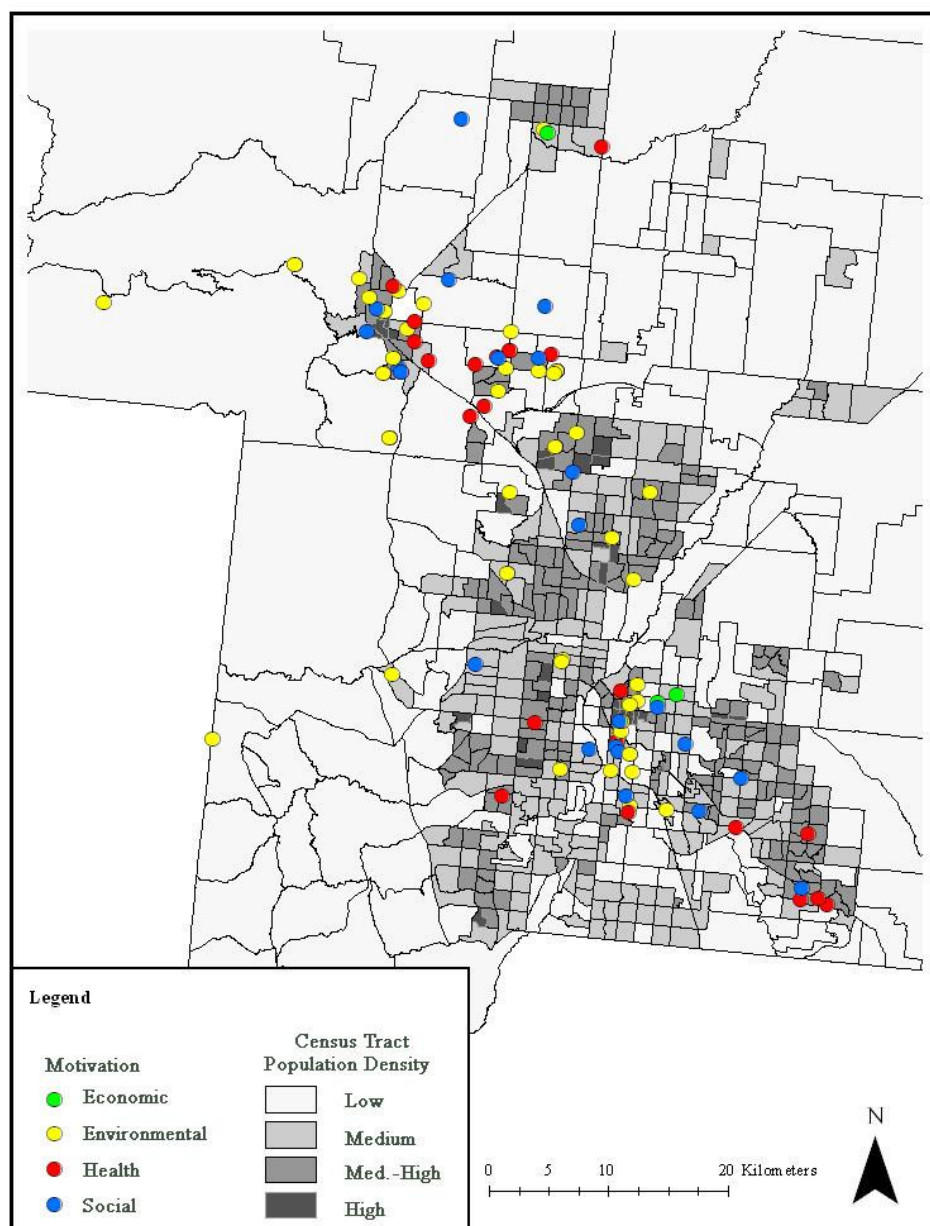 Legend
Motivation
Economic
Environmental
Health
Social
Census Tract
Population Density
Low
Medium
Med.-High
High
0 5 10 20 Kilometers
N